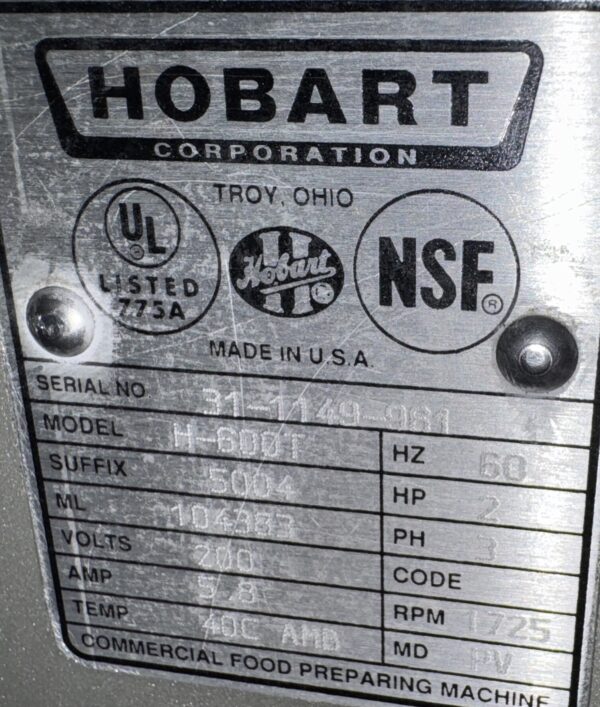 HOBART
CORPORATION
TROY, OHIO
UL
®
LISTED
775A
Hobart
NSF®
MADE IN U.S.A.
SERIAL NO 31-1149-961
MODEL H-600T HZ 60
SUFFIX 5004 HP 2
ML 104383 PH 3
VOLTS 200 CODE
AMP 5.8 RPM 1725
TEMP 40C AMB MD PV
COMMERCIAL FOOD PREPARING MACHINE